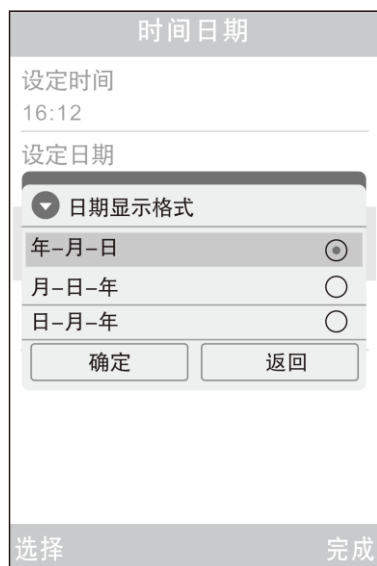 时间日期
设定时间
16:12
设定日期
日期显示格式
年-月-日
月-日-年
日-月-年
确定 返回
选择 完成